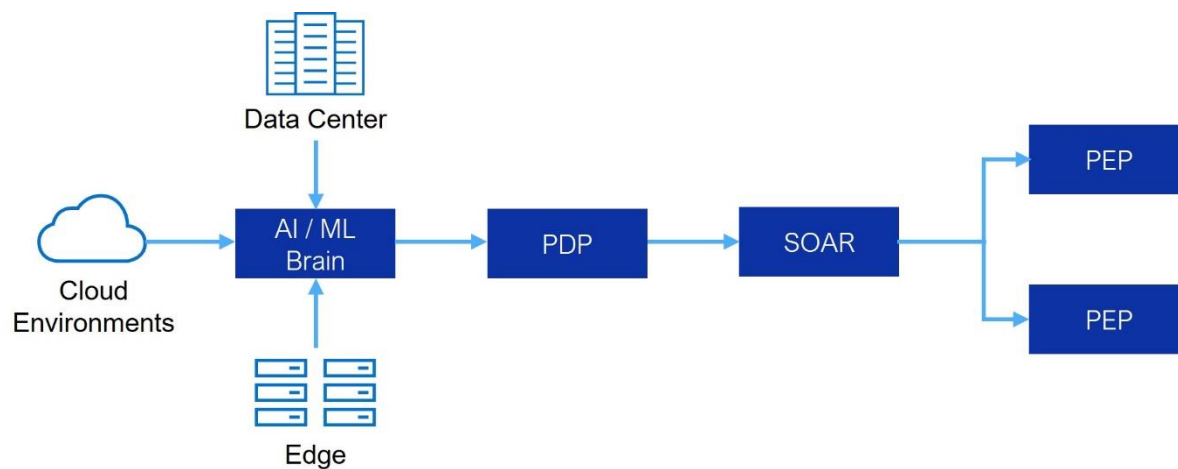 Data Center
Cloud
Environments
AI / ML
Brain
PDP
SOAR
PEP
PEP
Edge